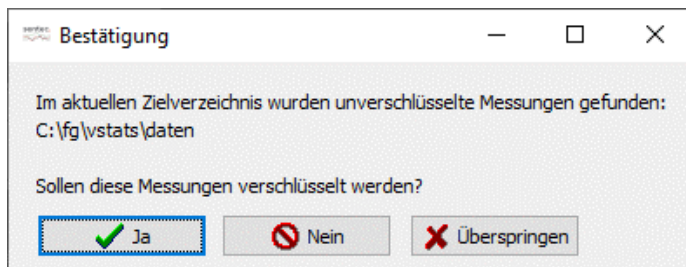 sentec
Bestätigung
Im aktuellen Zielverzeichnis wurden unverschlüsselte Messungen gefunden:
C:\fg\vstats\daten
Sollen diese Messungen verschlüsselt werden?
Ja
Nein
Überspringen